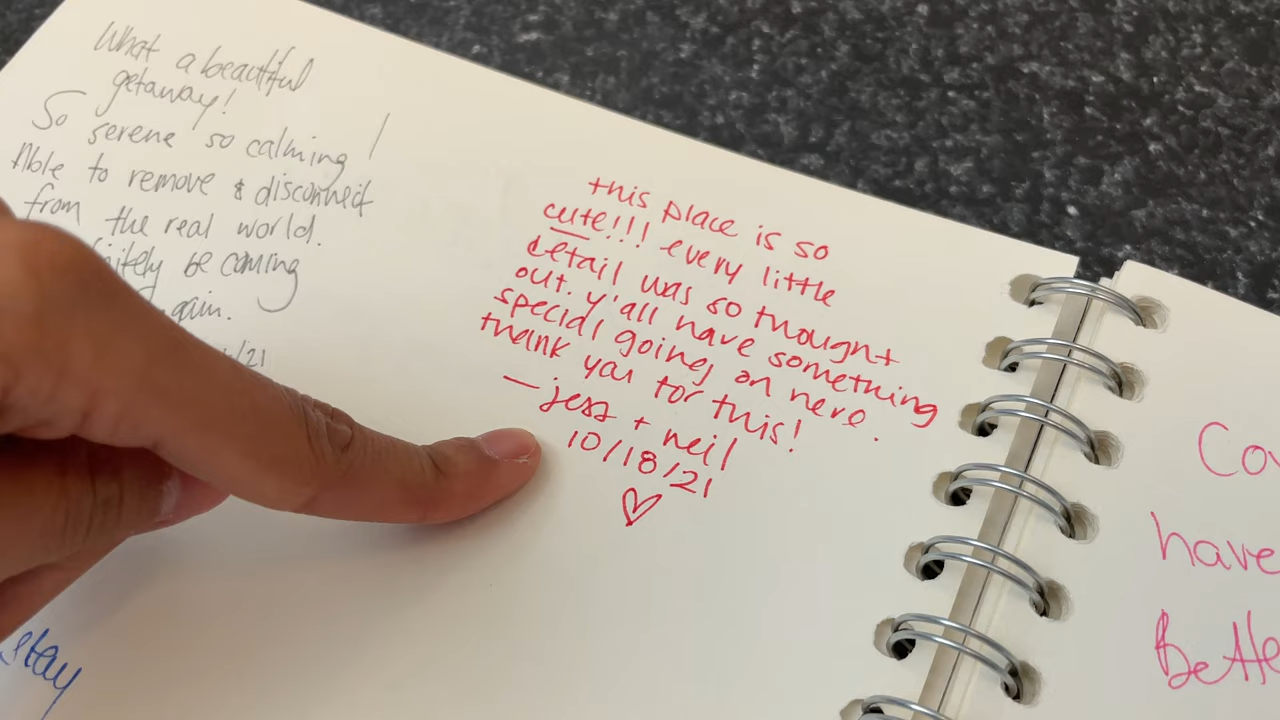 What a beautiful
getaway!
So serene so calming!
Able to remove & disconnect
from the real world.
be coming
gain.
/21
this place is so
cute!!! every little
detail was so thought
out. y'all have something
special going on here.
thank you for this!
— jess + neil
10/18/21
stay
have